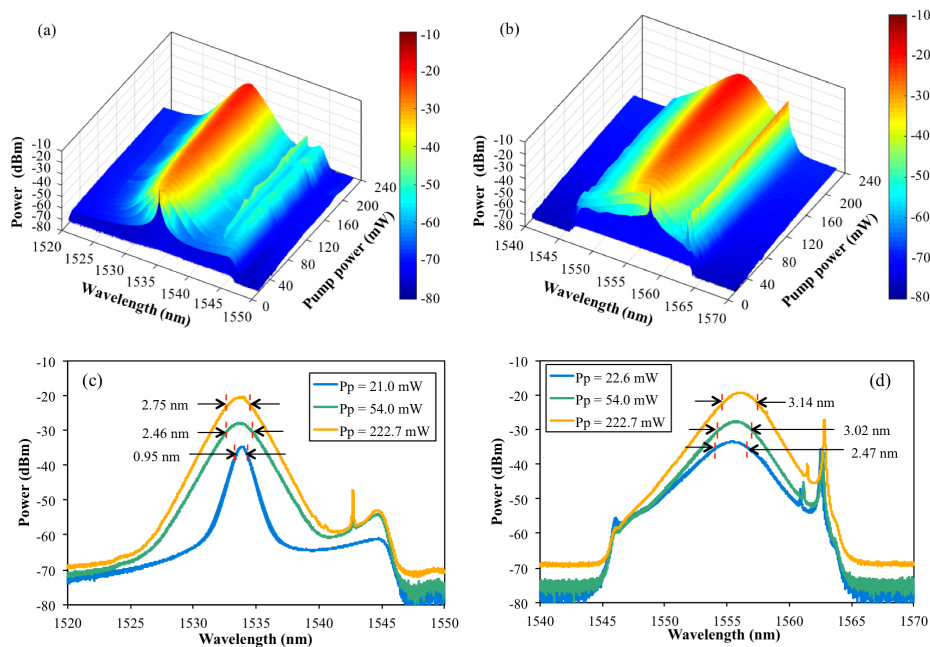 (a)
-10
-20
-30
-40
-50
-60
-70
-80
Power (dBm)
-10
-20
-30
-40
-50
-60
-70
-80
1520
1525
1530
1535
1540
1545
1550
Wavelength (nm)
0
40
80
120
160
200
240
Pump power (mW)
(b)
-10
-20
-30
-40
-50
-60
-70
-80
Power (dBm)
-10
-20
-30
-40
-50
-60
-70
-80
1540
1545
1550
1555
1560
1565
1570
Wavelength (nm)
0
40
80
120
160
200
240
Pump power (mW)
(c)
Pp = 21.0 mW
Pp = 54.0 mW
Pp = 222.7 mW
2.75 nm
2.46 nm
0.95 nm
Power (dBm)
-10
-20
-30
-40
-50
-60
-70
-80
1520 1525 1530 1535 1540 1545 1550
Wavelength (nm)
(d)
Pp = 22.6 mW
Pp = 54.0 mW
Pp = 222.7 mW
3.14 nm
3.02 nm
2.47 nm
Power (dBm)
-10
-20
-30
-40
-50
-60
-70
-80
1540 1545 1550 1555 1560 1565 1570
Wavelength (nm)